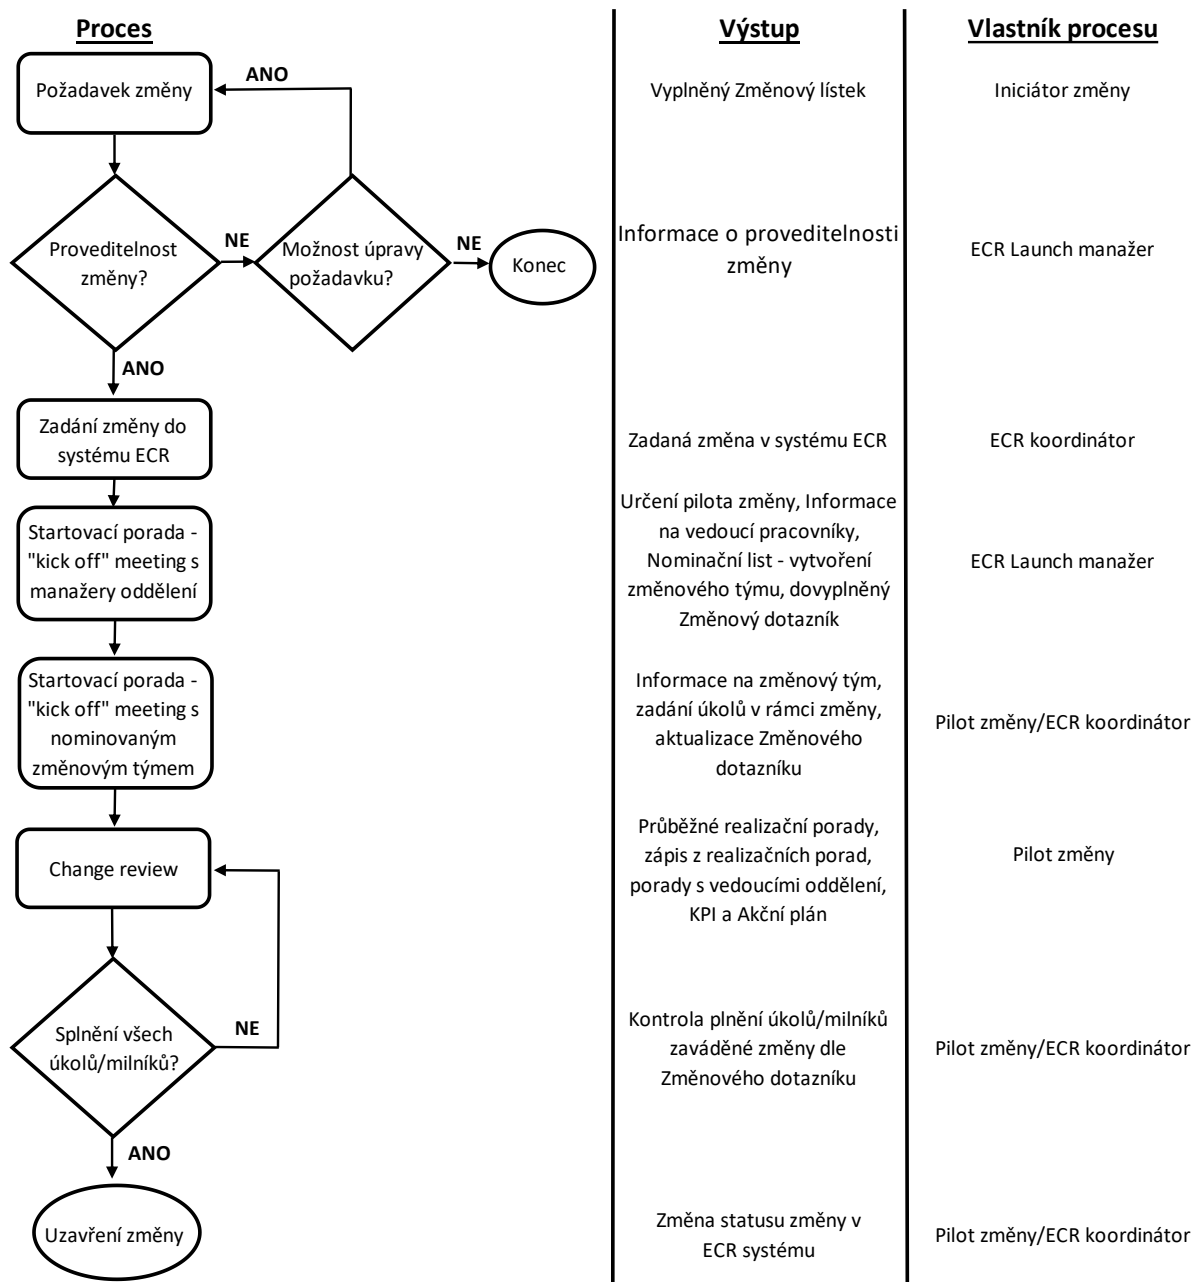 Proces
Výstup
Vlastník procesu
ANO
Požadavek změny
Vyplněný Změnový lístek
Iniciátor změny
Proveditelnost
změny?
NE
Možnost úpravy
požadavku?
NE
Konec
Informace o proveditelnosti
změny
ECR Launch manažer
ANO
Zadání změny do
systému ECR
Zadaná změna v systému ECR
ECR koordinátor
Startovací porada -
"kick off" meeting s
manažery oddělení
Určení pilota změny, Informace
na vedoucí pracovníky,
Nominační list - vytvoření
změnového týmu, dovyplněný
Změnový dotazník
ECR Launch manažer
Startovací porada -
"kick off" meeting s
nominovaným
změnovým týmem
Informace na změnový tým,
zadání úkolů v rámci změny,
aktualizace Změnového
dotazníku
Pilot změny/ECR koordinátor
Change review
Průběžné realizační porady,
zápis z realizačních porad,
porady s vedoucími oddělení,
KPI a Akční plán
Pilot změny
Splnění všech
úkolů/milníků?
NE
Kontrola plnění úkolů/milníků
zaváděné změny dle
Změnového dotazníku
Pilot změny/ECR koordinátor
ANO
Uzavření změny
Změna statusu změny v
ECR systému
Pilot změny/ECR koordinátor